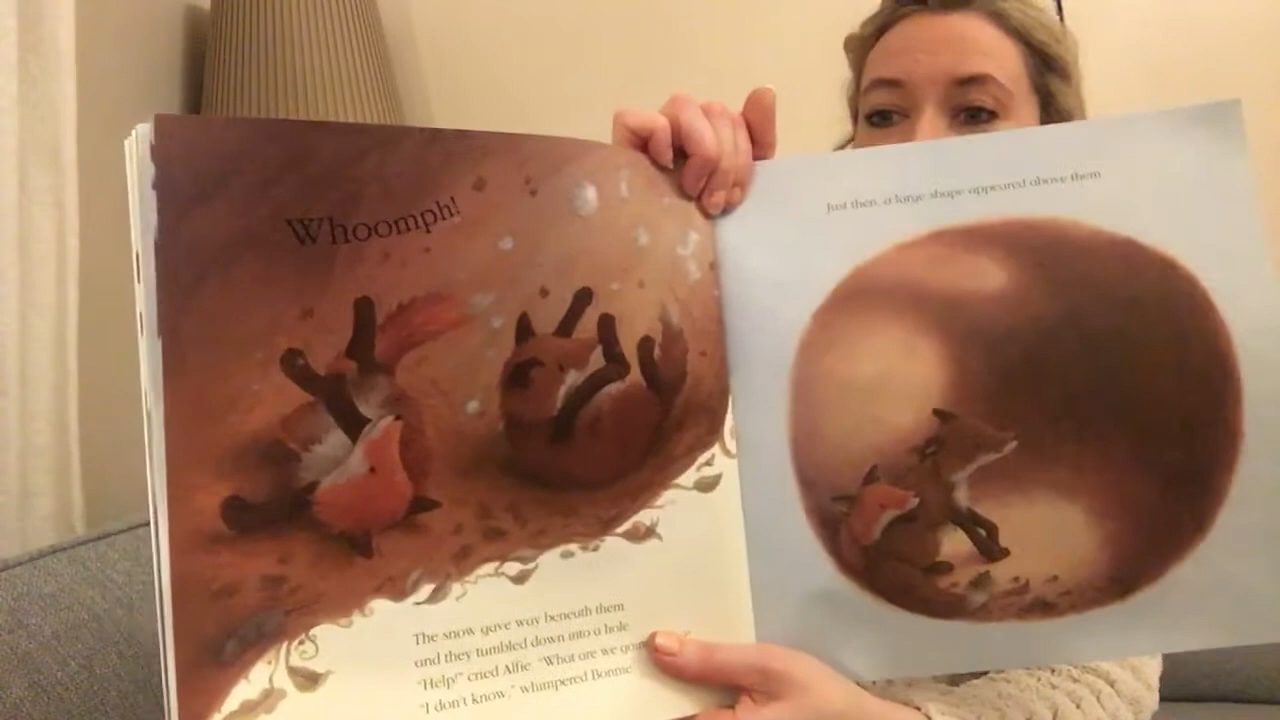 Whoomph!
The snow gave way beneath them
and they tumbled down into a hole
"Help!" cried Alfie. "What are we
"I don't know," whimpered Bonnie
Just then, a large shape appeared above them